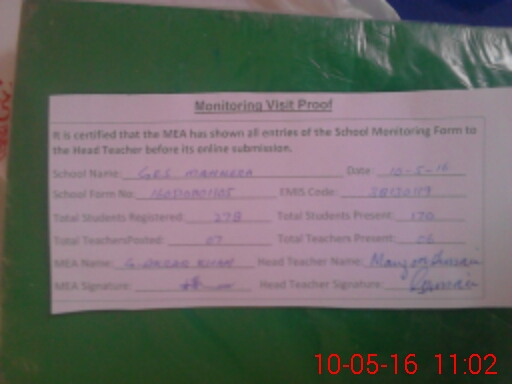 Monitoring Visit Proof
It is certified that the MEA has shown all entries of the School Monitoring Form to
the Head Teacher before its online submission.
School Name: GES Date 10-5-16
School Form No: EMIS Code:
Total Students Registered: 278 Total Students Present: 170
Total TeachersPosted: 07 Total Teachers Present: 06
MEA Name: Head Teacher Name:
MEA Signature: Head Teacher Signature:
10-05-16 11:02